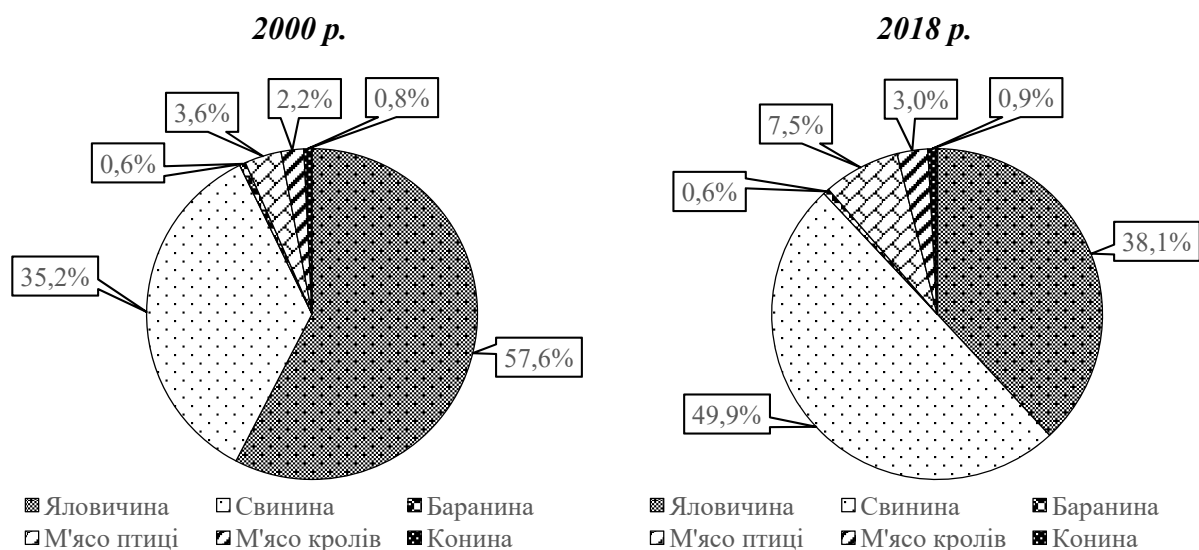 2000 р.
2,2%
0,8%
3,6%
0,6%
35,2%
57,6%
Яловичина Свинина Баранина
М'ясо птиці М'ясо кролів Конина
2018 р.
3,0%
0,9%
7,5%
0,6%
38,1%
49,9%
Яловичина Свинина Баранина
М'ясо птиці М'ясо кролів Конина